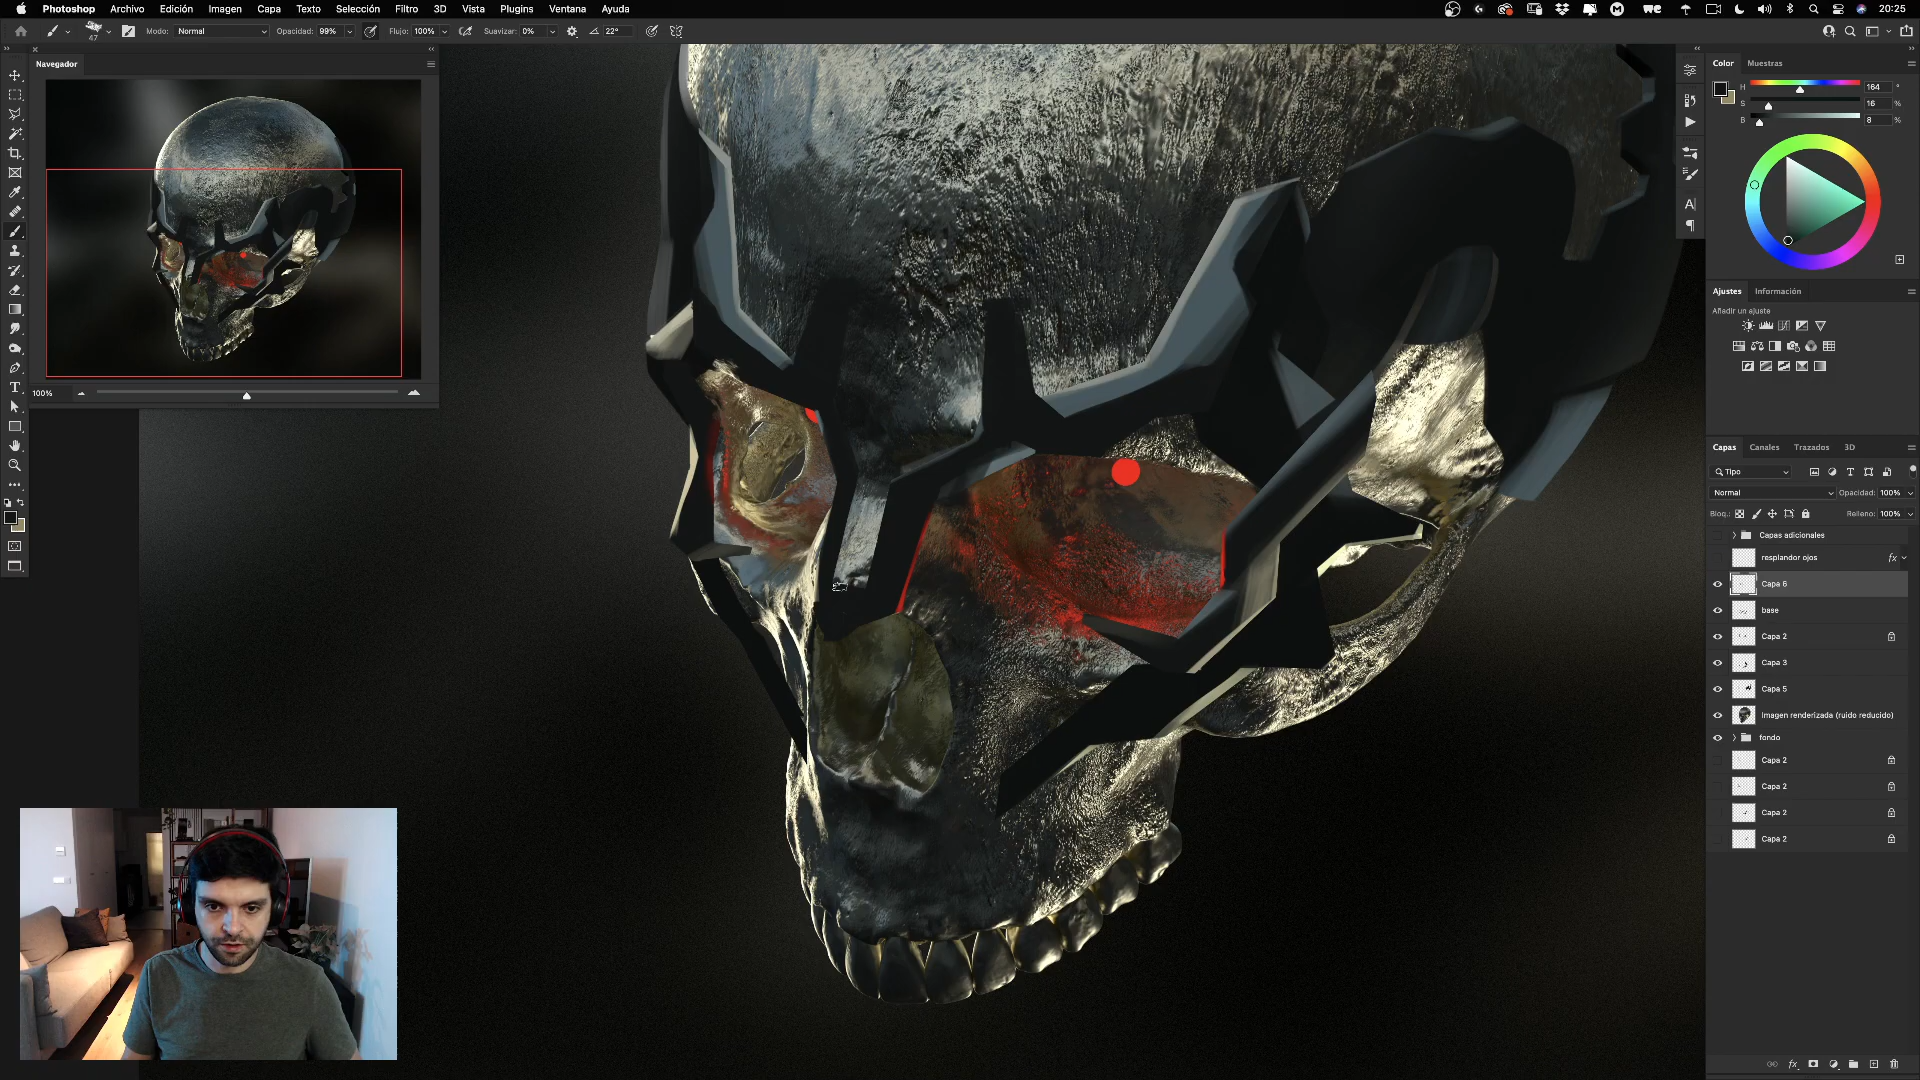 Photoshop Archivo Edición Imagen Capa Texto Selección Filtro 3D Vista Plugins Ventana Ayuda
20:25
47 Modo: Normal Opacidad: 99% Flujo: 100% Suavizar: 0% 22°
Navegador
100%
Color Muestras
H 164 °
S 16 %
B 8 %
Ajustes Información
Añadir un ajuste
Capas Canales Trazados 3D
Tipo
Normal Opacidad: 100%
Bloq.: Relleno: 100%
Capas adicionales
resplandor ojos fx
Capa 6
base
Capa 2
Capa 3
Capa 5
Imagen renderizada (ruido reducido)
fondo
Capa 2
Capa 2
Capa 2
Capa 2
fx